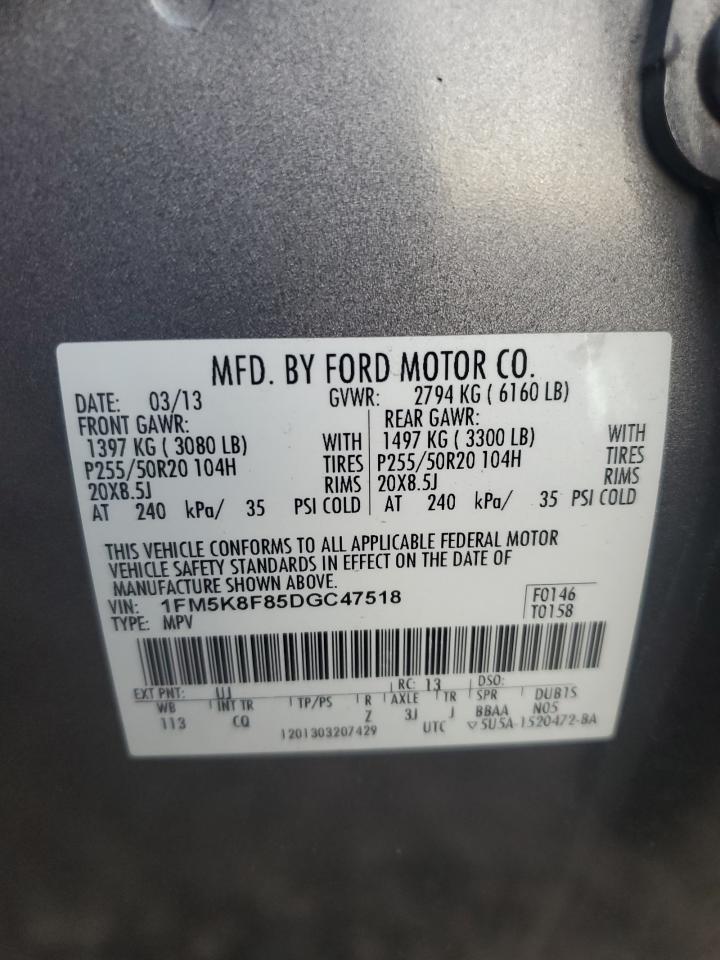 MFD. BY FORD MOTOR CO.
DATE: 03/13 GVWR: 2794 KG ( 6160 LB)
FRONT GAWR: REAR GAWR:
1397 KG ( 3080 LB) WITH 1497 KG ( 3300 LB) WITH
P255/50R20 104H TIRES P255/50R20 104H TIRES
20X8.5J RIMS 20X8.5J RIMS
AT 240 kPa/ 35 PSI COLD AT 240 kPa/ 35 PSI COLD
THIS VEHICLE CONFORMS TO ALL APPLICABLE FEDERAL MOTOR
VEHICLE SAFETY STANDARDS IN EFFECT ON THE DATE OF
MANUFACTURE SHOWN ABOVE.
VIN: 1FM5K8F85DGC47518 F0146
TYPE: MPV T0158
EXT PNT: UJ RC: 13 DSO:
WB INT TR TP/PS R AXLE TR SPR DUB1S
113 CQ Z 3J J BBAA N05
1201303207429 UTC ▽5U5A-1520472-BA